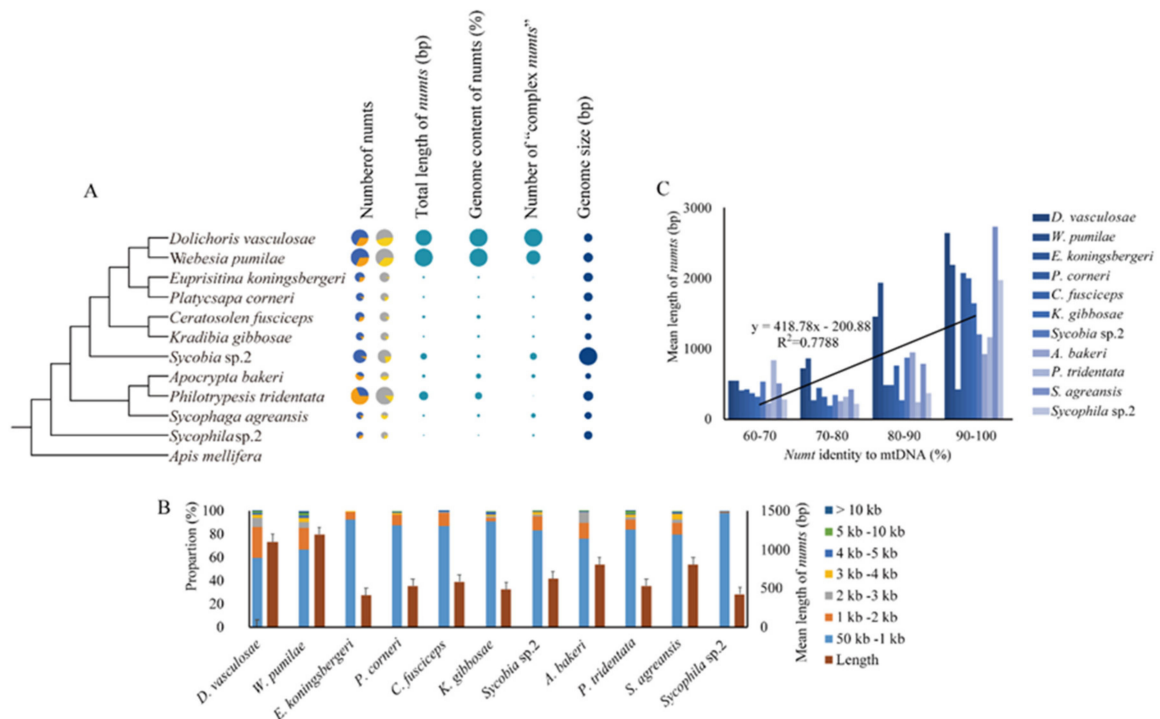 A
Numberof numts
Total length of numts (bp)
Genome content of numts (%)
Number of “complex numts”
Genome size (bp)
Dolichoris vasculosae
Wiebesia pumilae
Euprisitina koningsbergeri
Platycsapa corneri
Ceratosolen fusciceps
Kradibia gibbosae
Sycobia sp.2
Apocrypta bakeri
Philotrypesis tridentata
Sycophaga agreansis
Sycophila sp.2
Apis mellifera
C
Mean length of numts (bp)
3000
2000
1000
0
y = 418.78x - 200.88
R²=0.7788
60-70
70-80
80-90
90-100
Numt identity to mtDNA (%)
D. vasculosae
W. pumilae
E. koningsbergeri
P. corneri
C. fusciceps
K. gibbosae
Sycobia sp.2
A. bakeri
P. tridentata
S. agreansis
Sycophila sp.2
B
Proportion (%)
100
80
60
40
20
0
1500
1000
500
0
Mean length of numts (bp)
D. vasculosae
W. pumilae
E. koningsbergeri
P. corneri
C. fusciceps
K. gibbosae
Sycobia sp.2
A. bakeri
P. tridentata
S. agreansis
Sycophila sp.2
> 10 kb
5 kb -10 kb
4 kb -5 kb
3 kb -4 kb
2 kb -3 kb
1 kb -2 kb
50 kb -1 kb
Length